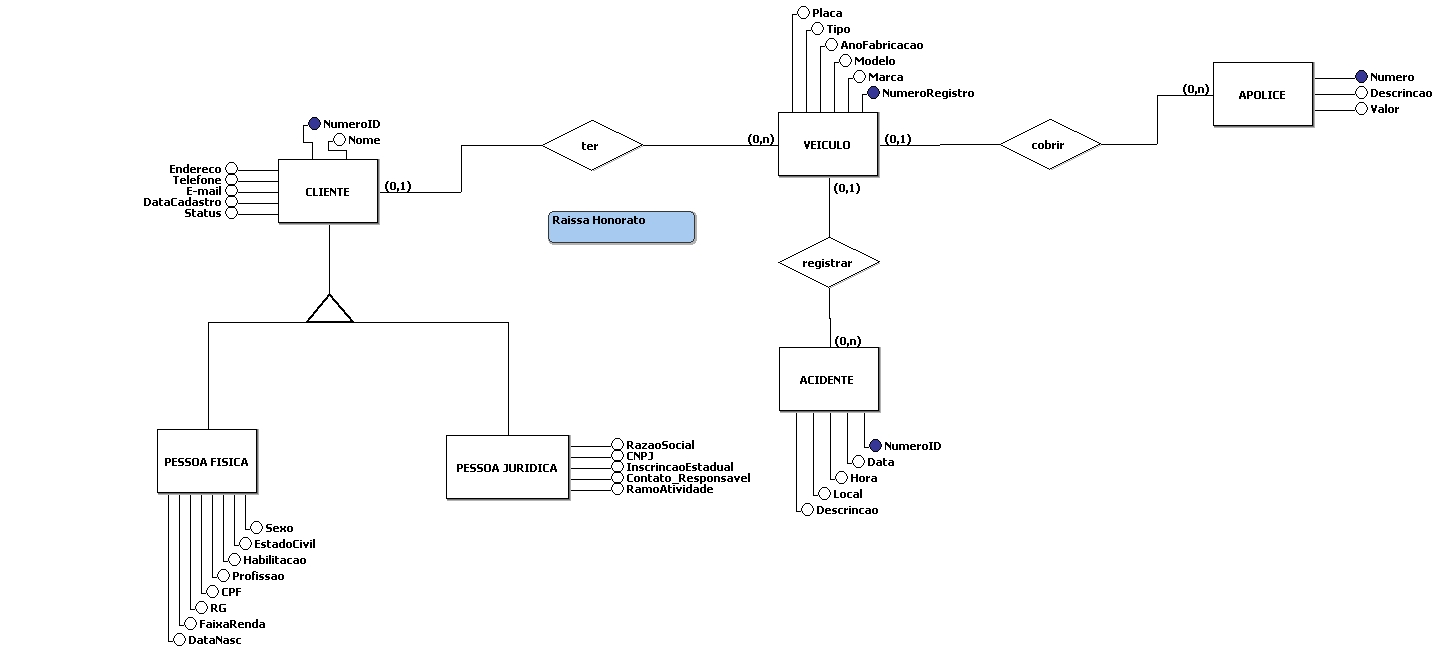 Placa
Tipo
AnoFabricacao
Modelo
Marca
NumeroRegistro
Numero
Descrincao
Valor
(0,n)
APOLICE
NumeroID
Nome
Endereco
Telefone
E-mail
DataCadastro
Status
CLIENTE
(0,1)
ter
(0,n)
VEICULO
(0,1)
cobrir
(0,1)
Raissa Honorato
registrar
(0,n)
ACIDENTE
NumeroID
Data
Hora
Local
Descrincao
PESSOA FISICA
PESSOA JURIDICA
RazaoSocial
CNPJ
InscrincaoEstadual
Contato_Responsavel
RamoAtividade
Sexo
EstadoCivil
Habilitacao
Profissao
CPF
RG
FaixaRenda
DataNasc